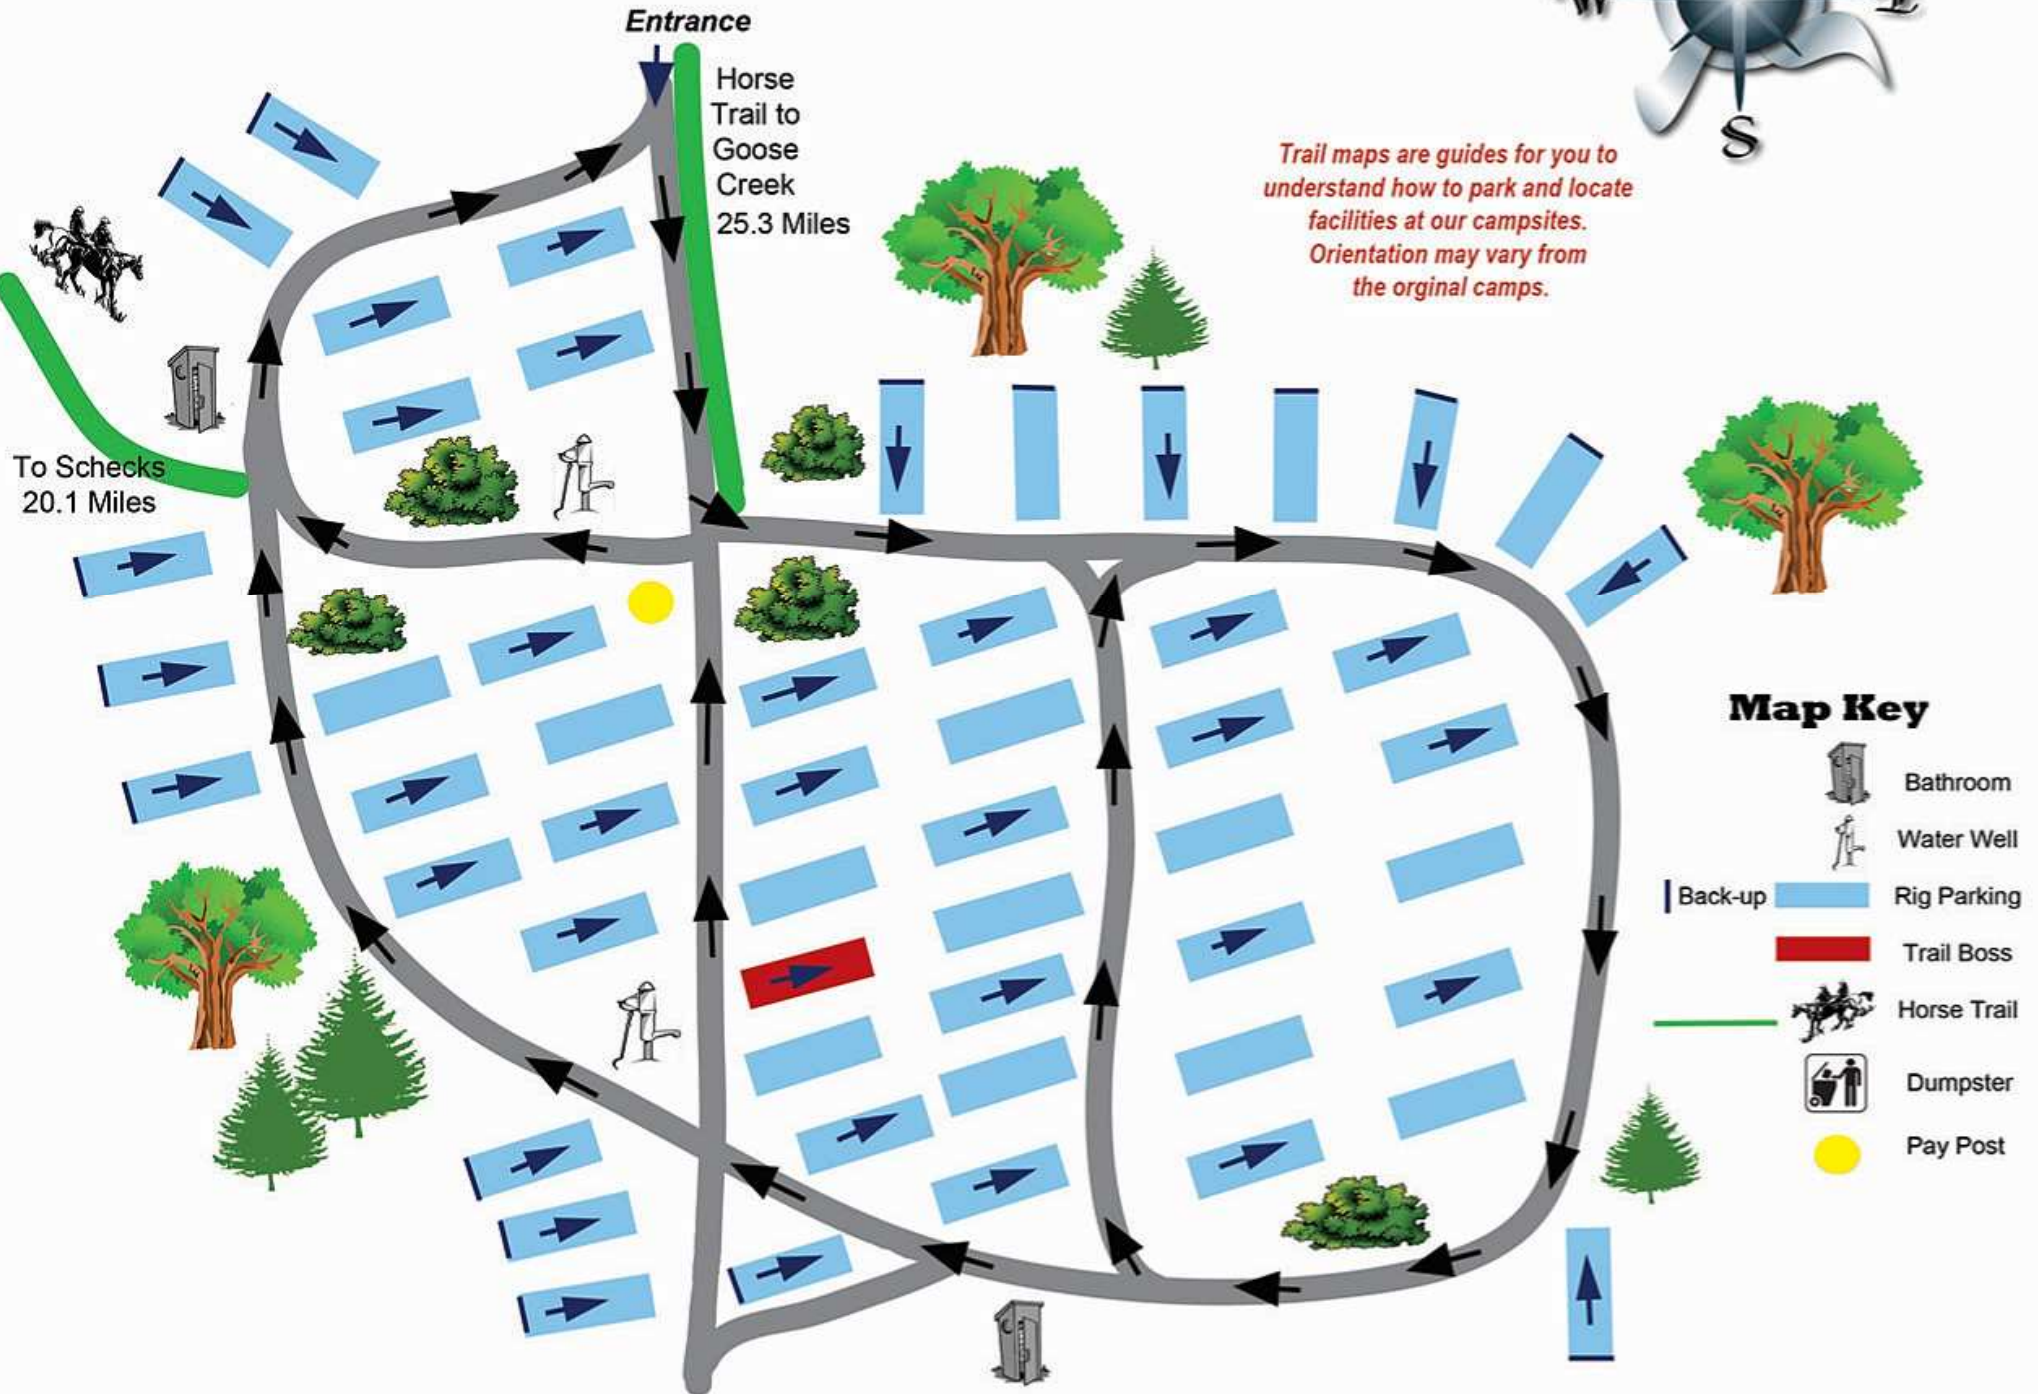 Entrance
Horse
Trail to
Goose
Creek
25.3 Miles
W
E
S
Trail maps are guides for you to
understand how to park and locate
facilities at our campsites.
Orientation may vary from
the orginal camps.
To Schecks
20.1 Miles
Map Key
Bathroom
Water Well
Back-up
Rig Parking
Trail Boss
Horse Trail
Dumpster
Pay Post